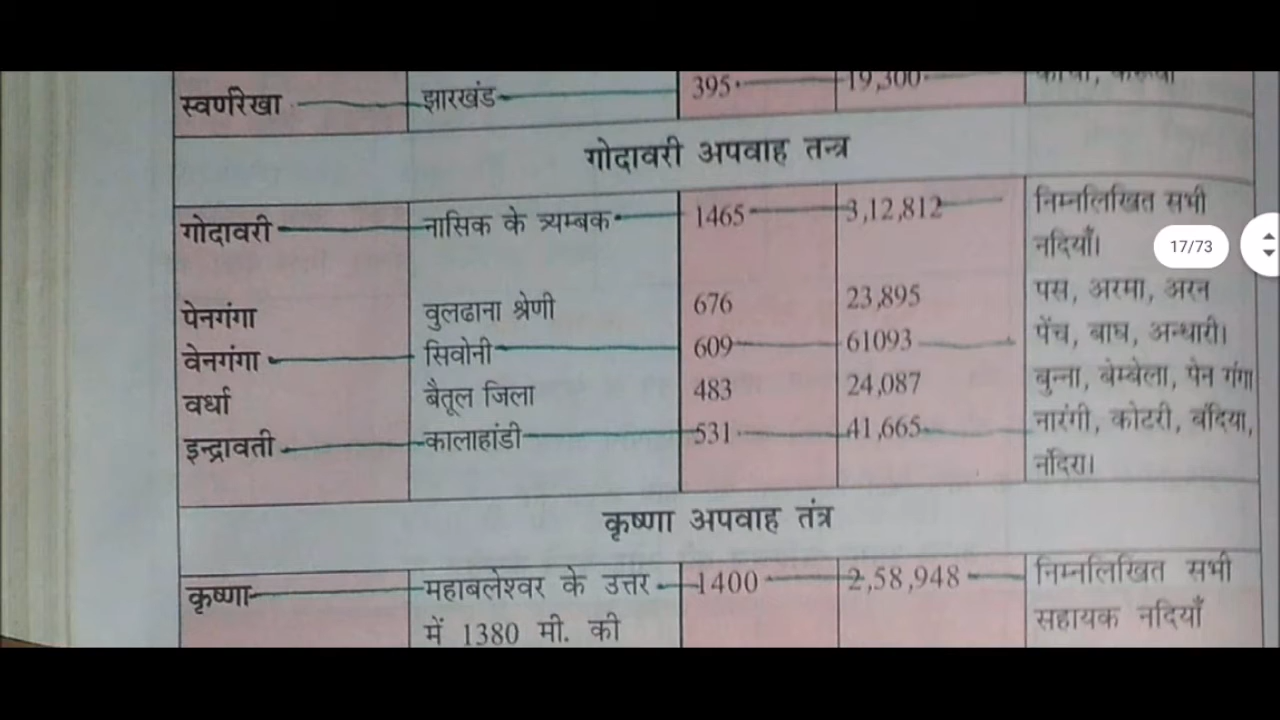 स्वर्णरेखा झारखंड 395 19,300
गोदावरी अपवाह तन्त्र
गोदावरी नासिक के त्र्यम्बक 1465 3,12,812 निम्नलिखित सभी
नदियाँ।
17/73
पेनगंगा वुलढाना श्रेणी 676 23,895 पस, अरमा, अरन
वेनगंगा सिवोनी 609 61093 पेंच, बाघ, अन्धारी।
वर्धा बैतूल जिला 483 24,087 बुन्ना, बेम्बेला, पेन गंगा
इन्द्रावती कालाहांडी 531 41,665 नारंगी, कोटरी, बंदिया,
नंदिरा।
कृष्णा अपवाह तंत्र
कृष्णा महाबलेश्वर के उत्तर 1400 2,58,948 निम्नलिखित सभी
में 1380 मी. की सहायक नदियाँ